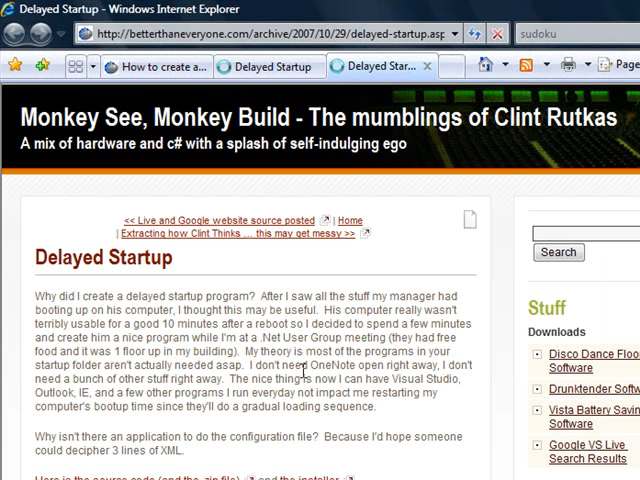 Delayed Startup - Windows Internet Explorer
http://betterthaneveryone.com/archive/2007/10/29/delayed-startup.asp
sudoku
How to create a...
Delayed Startup
Delayed Star...
Page
Monkey See, Monkey Build - The mumblings of Clint Rutkas
A mix of hardware and c# with a splash of self-indulging ego
<< Live and Google website source posted | Home
| Extracting how Clint Thinks ... this may get messy >>
Delayed Startup
Why did I create a delayed startup program? After I saw all the stuff my manager had
booting up on his computer, I thought this may be useful. His computer really wasn't
terribly usable for a good 10 minutes after a reboot so I decided to spend a few minutes
and create him a nice program while I'm at a .Net User Group meeting (they had free
food and it was 1 floor up in my building). My theory is most of the programs in your
startup folder aren't actually needed asap. I don't need OneNote open right away, I don't
need a bunch of other stuff right away. The nice thing is now I can have Visual Studio,
Outlook, IE, and a few other programs I run everyday not impact me restarting my
computer's bootup time since they'll do a gradual loading sequence.
Why isn't there an application to do the configuration file? Because I'd hope someone
could decipher 3 lines of XML.
Here is the source code (and the .zip file) and the installer
Search
Stuff
Downloads
Disco Dance Floor
Software
Drunktender Software
Vista Battery Saving
Software
Google VS Live
Search Results